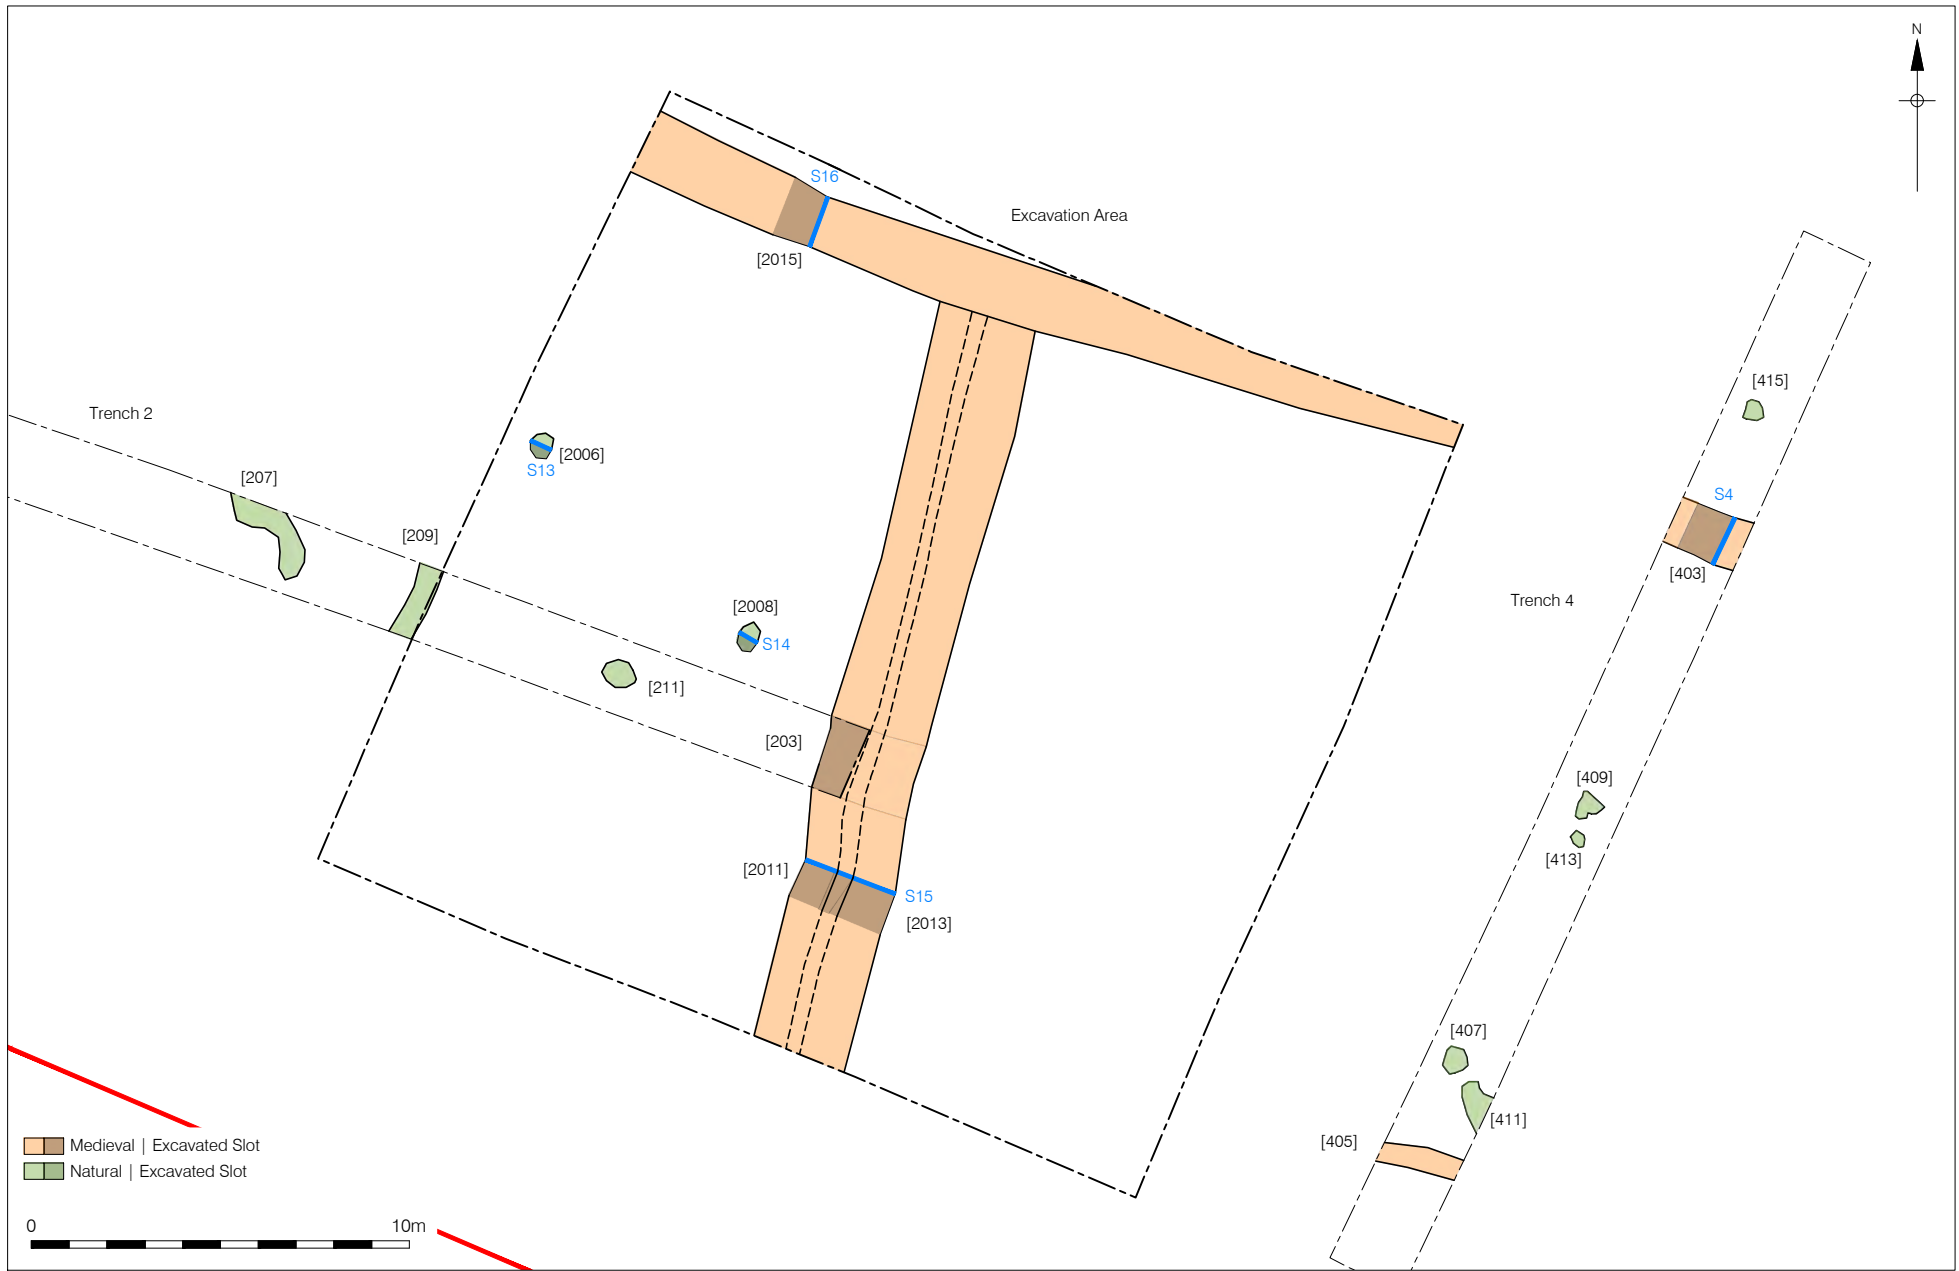 N
S16
Excavation Area
[2015]
[415]
Trench 2
[2006]
S13
[207]
S4
[209]
[403]
Trench 4
[2008]
S14
[211]
[203]
[409]
[413]
[2011]
S15
[2013]
[407]
[411]
[405]
Medieval | Excavated Slot
Natural | Excavated Slot
0 10m